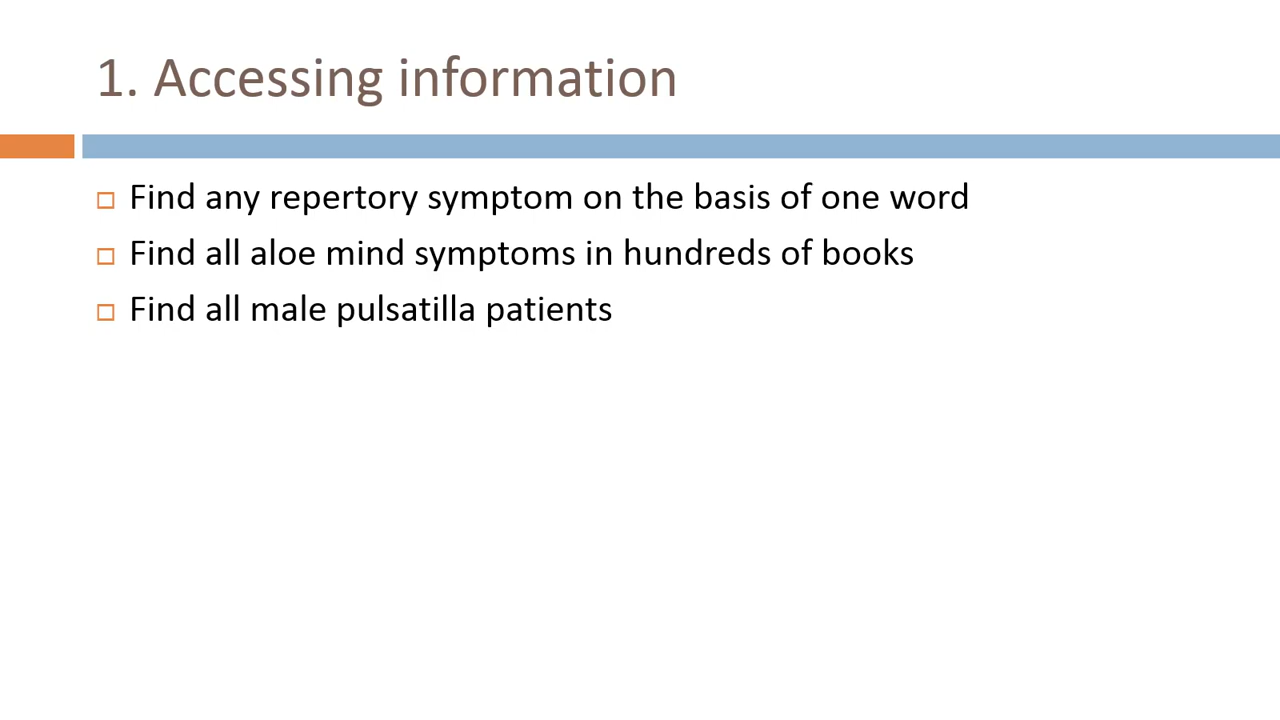 1. Accessing information
Find any repertory symptom on the basis of one word
Find all aloe mind symptoms in hundreds of books
Find all male pulsatilla patients